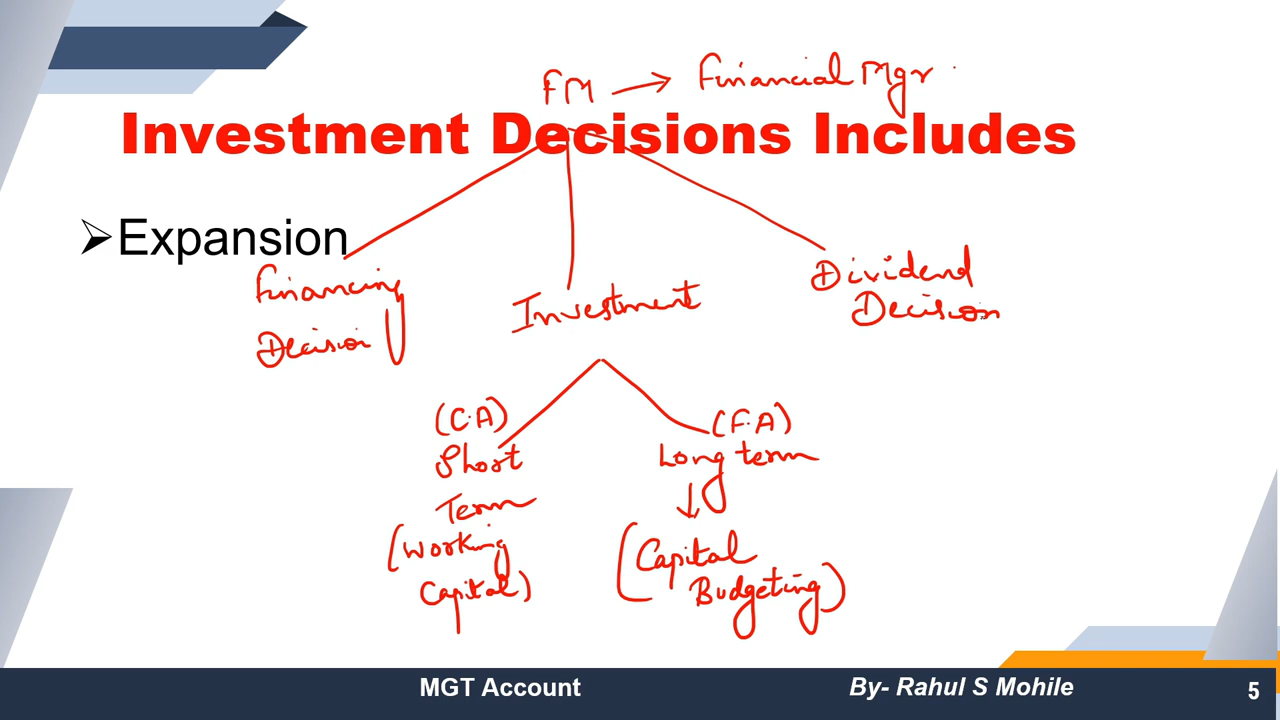 FM → Financial Mgr
Investment Decisions Includes
➢Expansion
Financing
Decision
Investment
Dividend
Decision
(C.A)
Short
Term
(Working
Capital)
(F.A)
Long term
↓
(Capital
Budgeting)
MGT Account
By- Rahul S Mohile
5